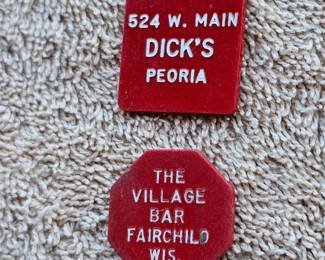 524 W. MAIN
DICK'S
PEORIA
THE
VILLAGE
BAR
FAIRCHILD
WIS.